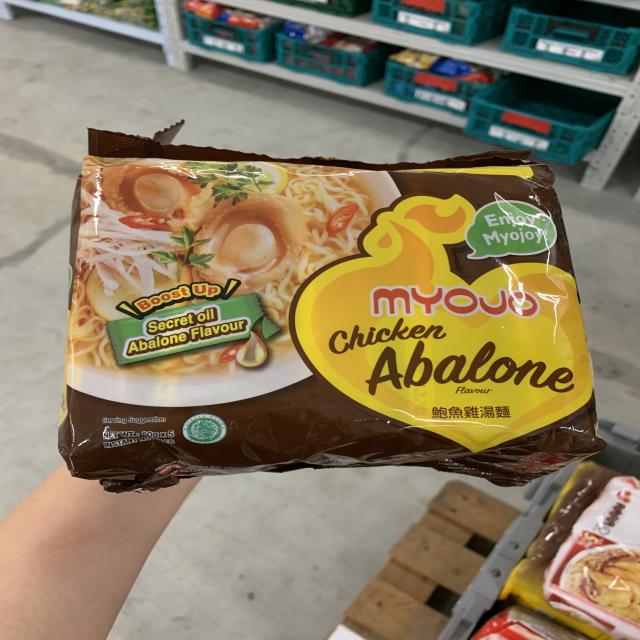 Enjoy
Myojoy
MYOJO
Chicken
Abalone
Flavour
鮑魚雞湯麵
Boost Up
Secret oil
Abalone Flavour
Serving Suggestion
INSTANT